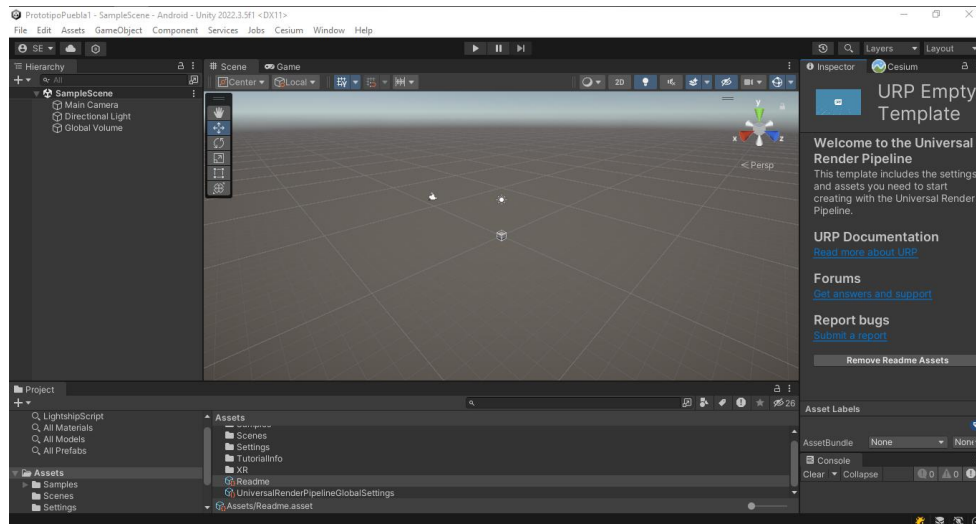 PrototipoPuebla1 - SampleScene - Android - Unity 2022.3.5f1 <DX11>
File Edit Assets GameObject Component Services Jobs Cesium Window Help
SE Layers Layout
Hierarchy Scene Game Inspector Cesium
All Center Local 2D
SampleScene
Main Camera
Directional Light
Global Volume
y
x z
Persp
URP Empty
Template
Welcome to the Universal
Render Pipeline
This template includes the settings
and assets you need to start
creating with the Universal Render
Pipeline.
URP Documentation
Read more about URP
Forums
Get answers and support
Report bugs
Submit a report
Remove Readme Assets
Project
26
LightshipScript
All Materials
All Models
All Prefabs
Assets
Samples
Scenes
Settings
Assets
Scenes
Settings
TutorialInfo
XR
Readme
UniversalRenderPipelineGlobalSettings
Assets/Readme.asset
Asset Labels
AssetBundle None
Console
Clear Collapse 0 0